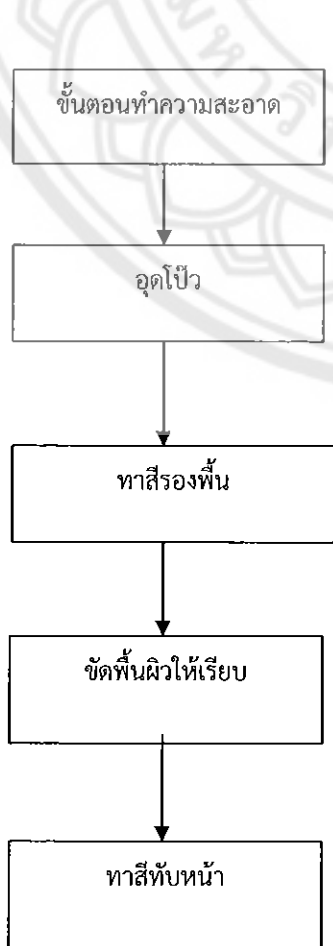 ขั้นตอนทำความสะอาด
อุดโป๊ว
ทาสีรองพื้น
ขัดพื้นผิวให้เรียบ
ทาสีทับหน้า